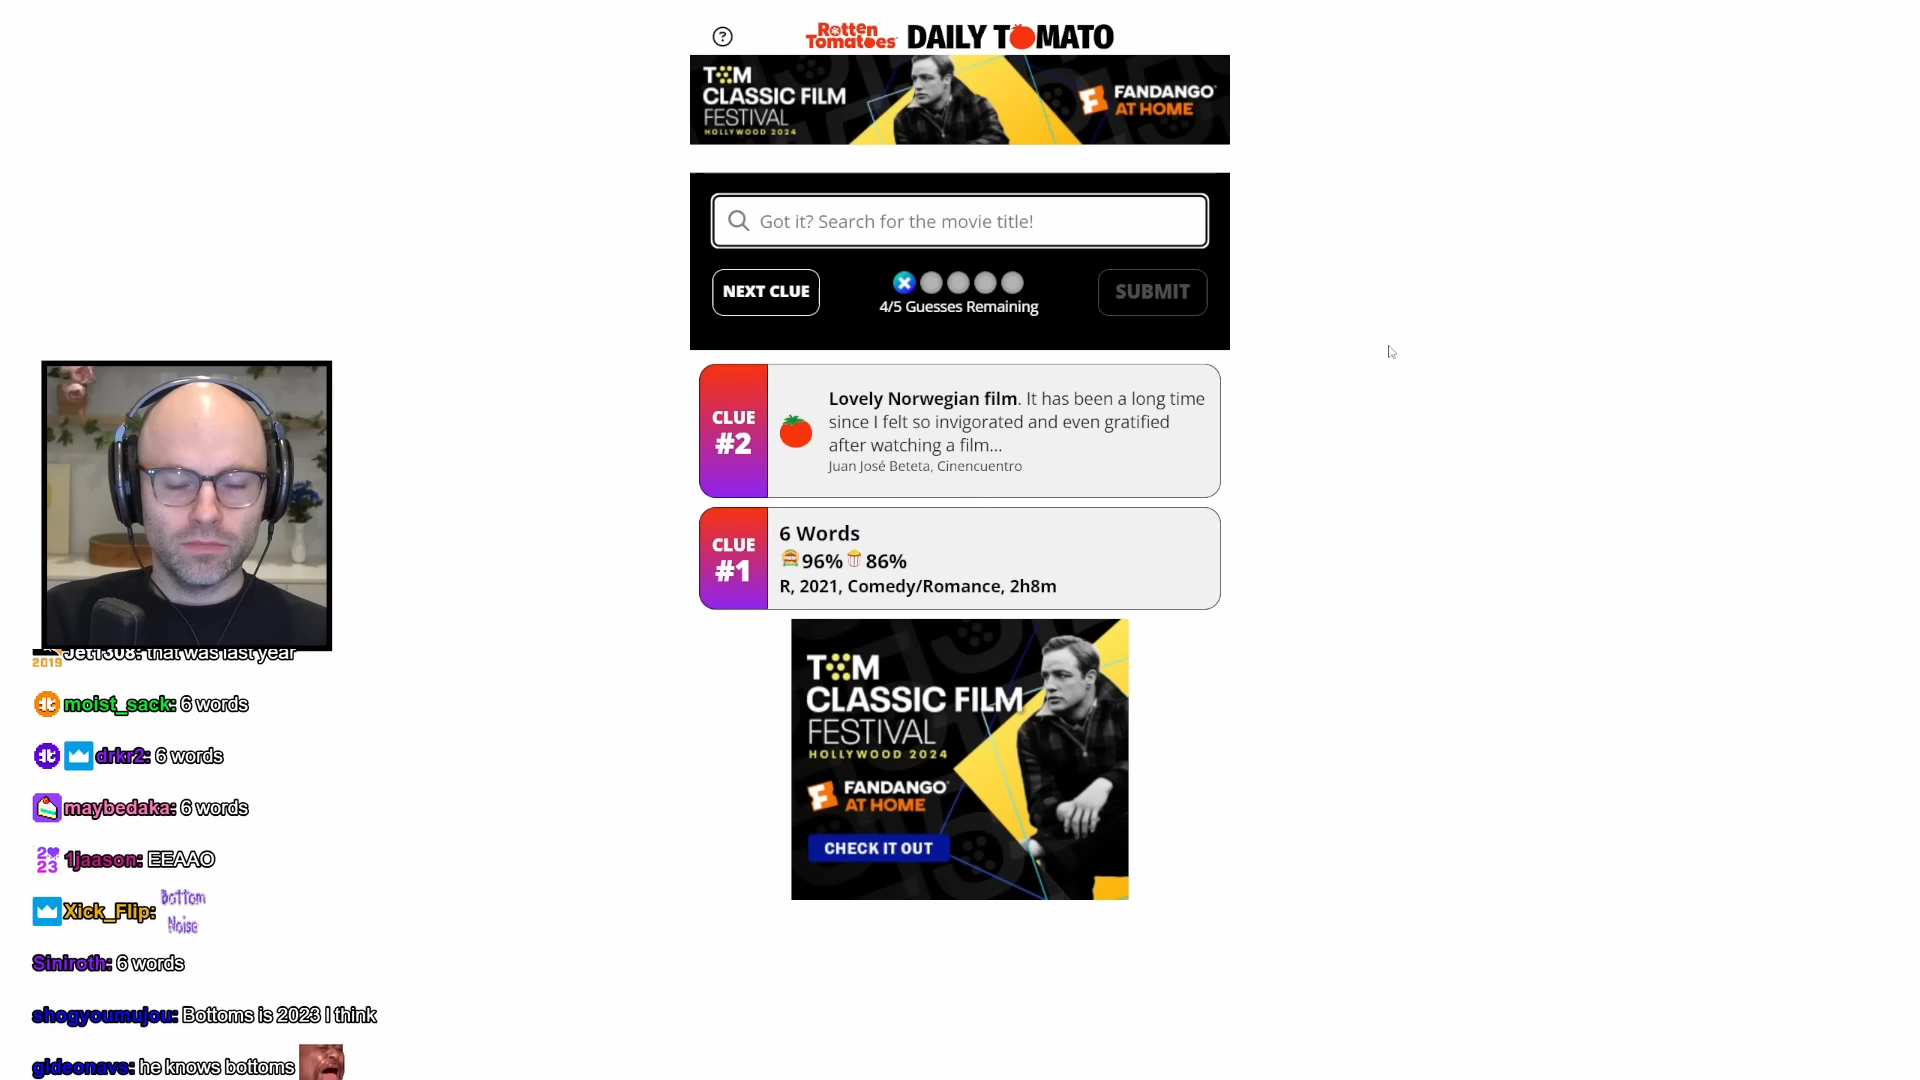 ?
Rotten
Tomatoes
DAILY TOMATO
TCM
CLASSIC FILM
FESTIVAL
HOLLYWOOD 2024
FANDANGO
AT HOME
Got it? Search for the movie title!
NEXT CLUE
4/5 Guesses Remaining
SUBMIT
CLUE
#2
Lovely Norwegian film. It has been a long time
since I felt so invigorated and even gratified
after watching a film...
Juan José Beteta, Cinencuentro
CLUE
#1
6 Words
96% 86%
R, 2021, Comedy/Romance, 2h8m
TCM
CLASSIC FILM
FESTIVAL
HOLLYWOOD 2024
FANDANGO
AT HOME
CHECK IT OUT
2019 Jet1308: that was last year
moist_sack: 6 words
drkr2: 6 words
maybedaka: 6 words
2023 1jaason: EEAAO
Xick_Flip: Bottom Noise
Siniroth: 6 words
shogyoumujou: Bottoms is 2023 I think
gideonavs: he knows bottoms